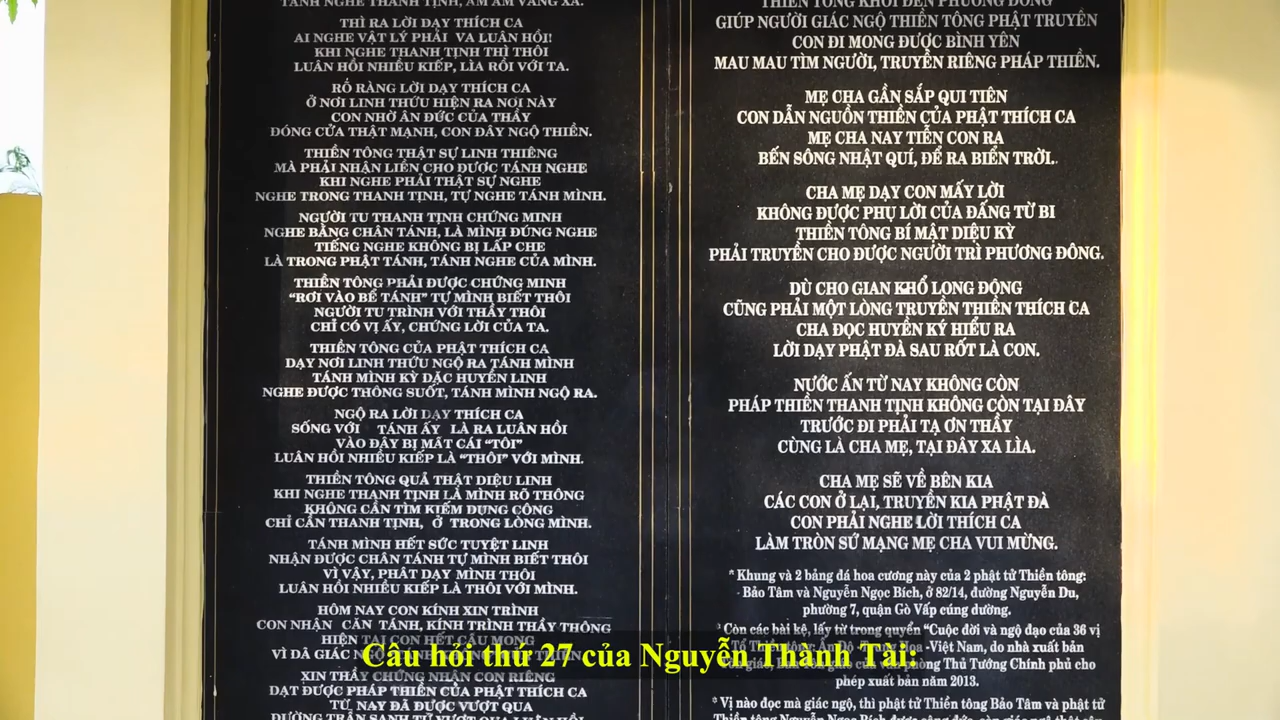 TÁNH NGHE THANH TỊNH, ẦM ẦM VANG XA.
THÌ RA LỜI DẠY THÍCH CA
AI NGHE VẬT LÝ PHẢI VA LUÂN HỒI!
KHI NGHE THANH TỊNH THÌ THÔI
LUÂN HỒI NHIỀU KIẾP, LÌA RỒI VỚI TA.
RỐ RÀNG LỜI DẠY THÍCH CA
Ở NƠI LINH THỨU HIỆN RA NƠI NÀY
CON NHỜ ÂN ĐỨC CỦA THẦY
ĐÓNG CỬA THẬT MẠNH, CON ĐÂY NGỘ THIỀN.
THIỀN TÔNG THẬT SỰ LINH THIÊNG
MÀ PHẢI NHẬN LIỀN CHO ĐƯỢC TÁNH NGHE
KHI NGHE PHẢI THẬT SỰ NGHE
NGHE TRONG THANH TỊNH, TỰ NGHE TÁNH MÌNH.
NGƯỜI TU THANH TỊNH CHỨNG MINH
NGHE BẰNG CHÂN TÁNH, LÀ MÌNH ĐÚNG NGHE
TIẾNG NGHE KHÔNG BỊ LẤP CHE
LÀ TRONG PHẬT TÁNH, TÁNH NGHE CỦA MÌNH.
THIỀN TÔNG PHẢI ĐƯỢC CHỨNG MINH
“RƠI VÀO BỂ TÁNH” TỰ MÌNH BIẾT THÔI
NGƯỜI TU TRÌNH VỚI THẦY THÔI
CHỈ CÓ VỊ ẤY, CHỨNG LỜI CỦA TA.
THIỀN TÔNG CỦA PHẬT THÍCH CA
DẠY NƠI LINH THỨU NGỘ RA TÁNH MÌNH
TÁNH MÌNH KỲ ĐẶC HUYỀN LINH
NGHE ĐƯỢC THÔNG SUỐT, TÁNH MÌNH NGỘ RA.
NGỘ RA LỜI DẠY THÍCH CA
SỐNG VỚI TÁNH ẤY LÀ RA LUÂN HỒI
VÀO ĐÂY BỊ MẤT CÁI “TÔI”
LUÂN HỒI NHIỀU KIẾP LÀ “THÔI” VỚI MÌNH.
THIỀN TÔNG QUẢ THẬT DIỆU LINH
KHI NGHE THANH TỊNH LÀ MÌNH RÕ THÔNG
KHÔNG CẦN TÌM KIẾM DỤNG CÔNG
CHỈ CẦN THANH TỊNH, Ở TRONG LÒNG MÌNH.
TÁNH MÌNH HẾT SỨC TUYỆT LINH
NHẬN ĐƯỢC CHÂN TÁNH TỰ MÌNH BIẾT THÔI
VÌ VẬY, PHẬT DẠY MÌNH THÔI
LUÂN HỒI NHIỀU KIẾP LÀ THÔI VỚI MÌNH.
HÔM NAY CON KÍNH XIN TRÌNH
CON NHẬN CĂN TÁNH, KÍNH TRÌNH THẦY THÔNG
HIỆN TẠI CON HẾT CẦU MONG
VÌ ĐÃ GIÁC
XIN THẦY CHỨNG NHẬN CON RIÊNG
DẠT ĐƯỢC PHÁP THIỀN CỦA PHẬT THÍCH CA
TỪ NAY ĐÃ ĐƯỢC VƯỢT QUA
ĐƯỜNG TRẦN SANH TỬ VƯỢT QUA LUÂN HỒI
THIỀN TÔNG KHƠI ĐẾN PHƯƠNG ĐÔNG
GIÚP NGƯỜI GIÁC NGỘ THIỀN TÔNG PHẬT TRUYỀN
CON ĐI MONG ĐƯỢC BÌNH YÊN
MAU MAU TÌM NGƯỜI, TRUYỀN RIÊNG PHÁP THIỀN.
MẸ CHA GẦN SẮP QUI TIÊN
CON DẪN NGUỒN THIỀN CỦA PHẬT THÍCH CA
MẸ CHA NAY TIỄN CON RA
BẾN SÔNG NHẬT QUÍ, ĐỂ RA BIỂN TRỜI.
CHA MẸ DẠY CON MẤY LỜI
KHÔNG ĐƯỢC PHỤ LỜI CỦA ĐẤNG TỪ BI
THIỀN TÔNG BÍ MẬT DIỆU KỲ
PHẢI TRUYỀN CHO ĐƯỢC NGƯỜI TRÌ PHƯƠNG ĐÔNG.
DÙ CHO GIAN KHỔ LONG ĐONG
CŨNG PHẢI MỘT LÒNG TRUYỀN THIỀN THÍCH CA
CHA ĐỌC HUYỀN KÝ HIỂU RA
LỜI DẠY PHẬT ĐÀ SAU RỐT LÀ CON.
NƯỚC ẤN TỪ NAY KHÔNG CÒN
PHÁP THIỀN THANH TỊNH KHÔNG CÒN TẠI ĐÂY
TRƯỚC ĐI PHẢI TẠ ƠN THẦY
CÙNG LÀ CHA MẸ, TẠI ĐÂY XA LÌA.
CHA MẸ SẼ VỀ BÊN KIA
CÁC CON Ở LẠI, TRUYỀN KIA PHẬT ĐÀ
CON PHẢI NGHE LỜI THÍCH CA
LÀM TRÒN SỨ MẠNG MẸ CHA VUI MỪNG.
* Khung và 2 bảng đá hoa cương này của 2 phật tử Thiền tông:
Bảo Tâm và Nguyễn Ngọc Bích, ở 82/14, đường Nguyễn Du,
phường 7, quận Gò Vấp cúng dường.
* Còn các bài kệ, lấy từ trong quyển “Cuộc đời và ngộ đạo của 36 vị
Tổ Thiền tông: Ấn Độ-Trung Hoa -Việt Nam, do nhà xuất bản
phòng Thủ Tướng Chính phủ cho
phép xuất bản năm 2013.
* Vị nào đọc mà giác ngộ, thì phật tử Thiền tông Bảo Tâm và phật tử
Câu hỏi thứ 27 của Nguyễn Thành Tài: